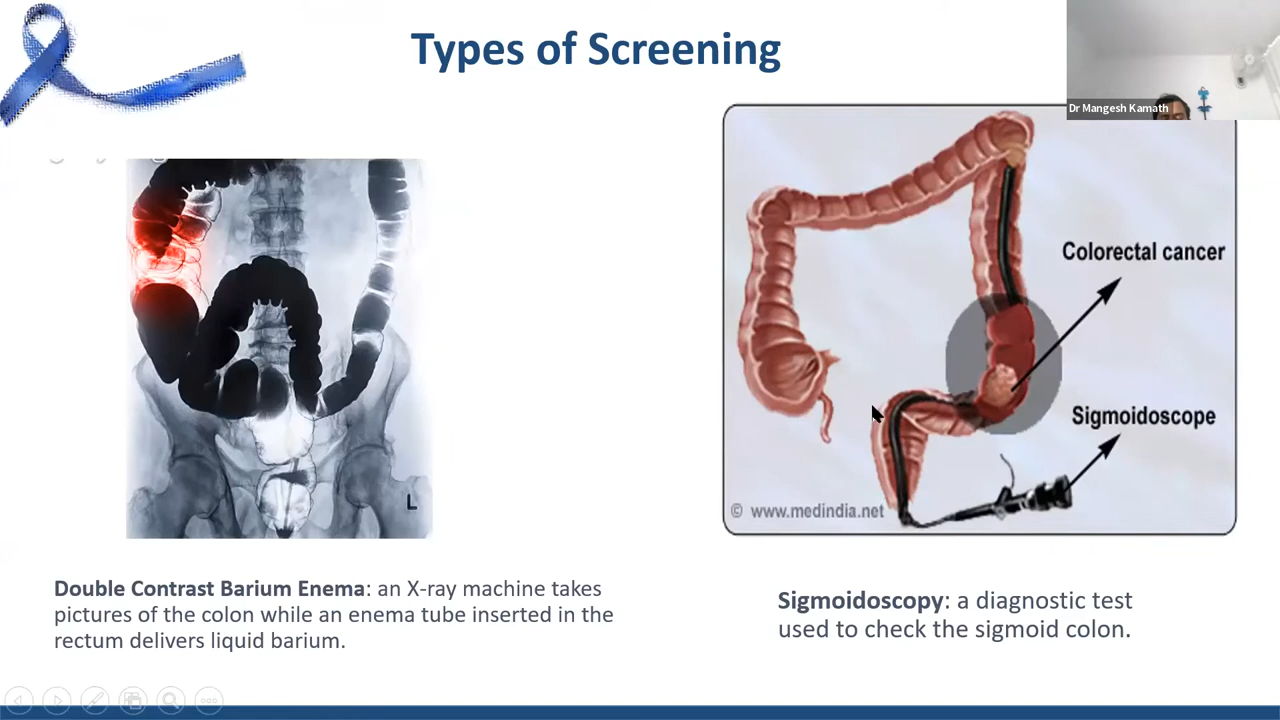 Types of Screening
Dr Mangesh Kamath
Colorectal cancer
Sigmoidoscope
© www.medindia.net
L
Double Contrast Barium Enema: an X-ray machine takes
pictures of the colon while an enema tube inserted in the
rectum delivers liquid barium.
Sigmoidoscopy: a diagnostic test
used to check the sigmoid colon.